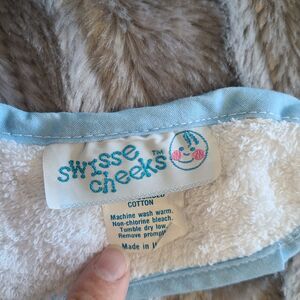 swisse
cheeks™
COTTON
Machine wash warm.
Non-chlorine bleach.
Tumble dry low.
Remove
Made in